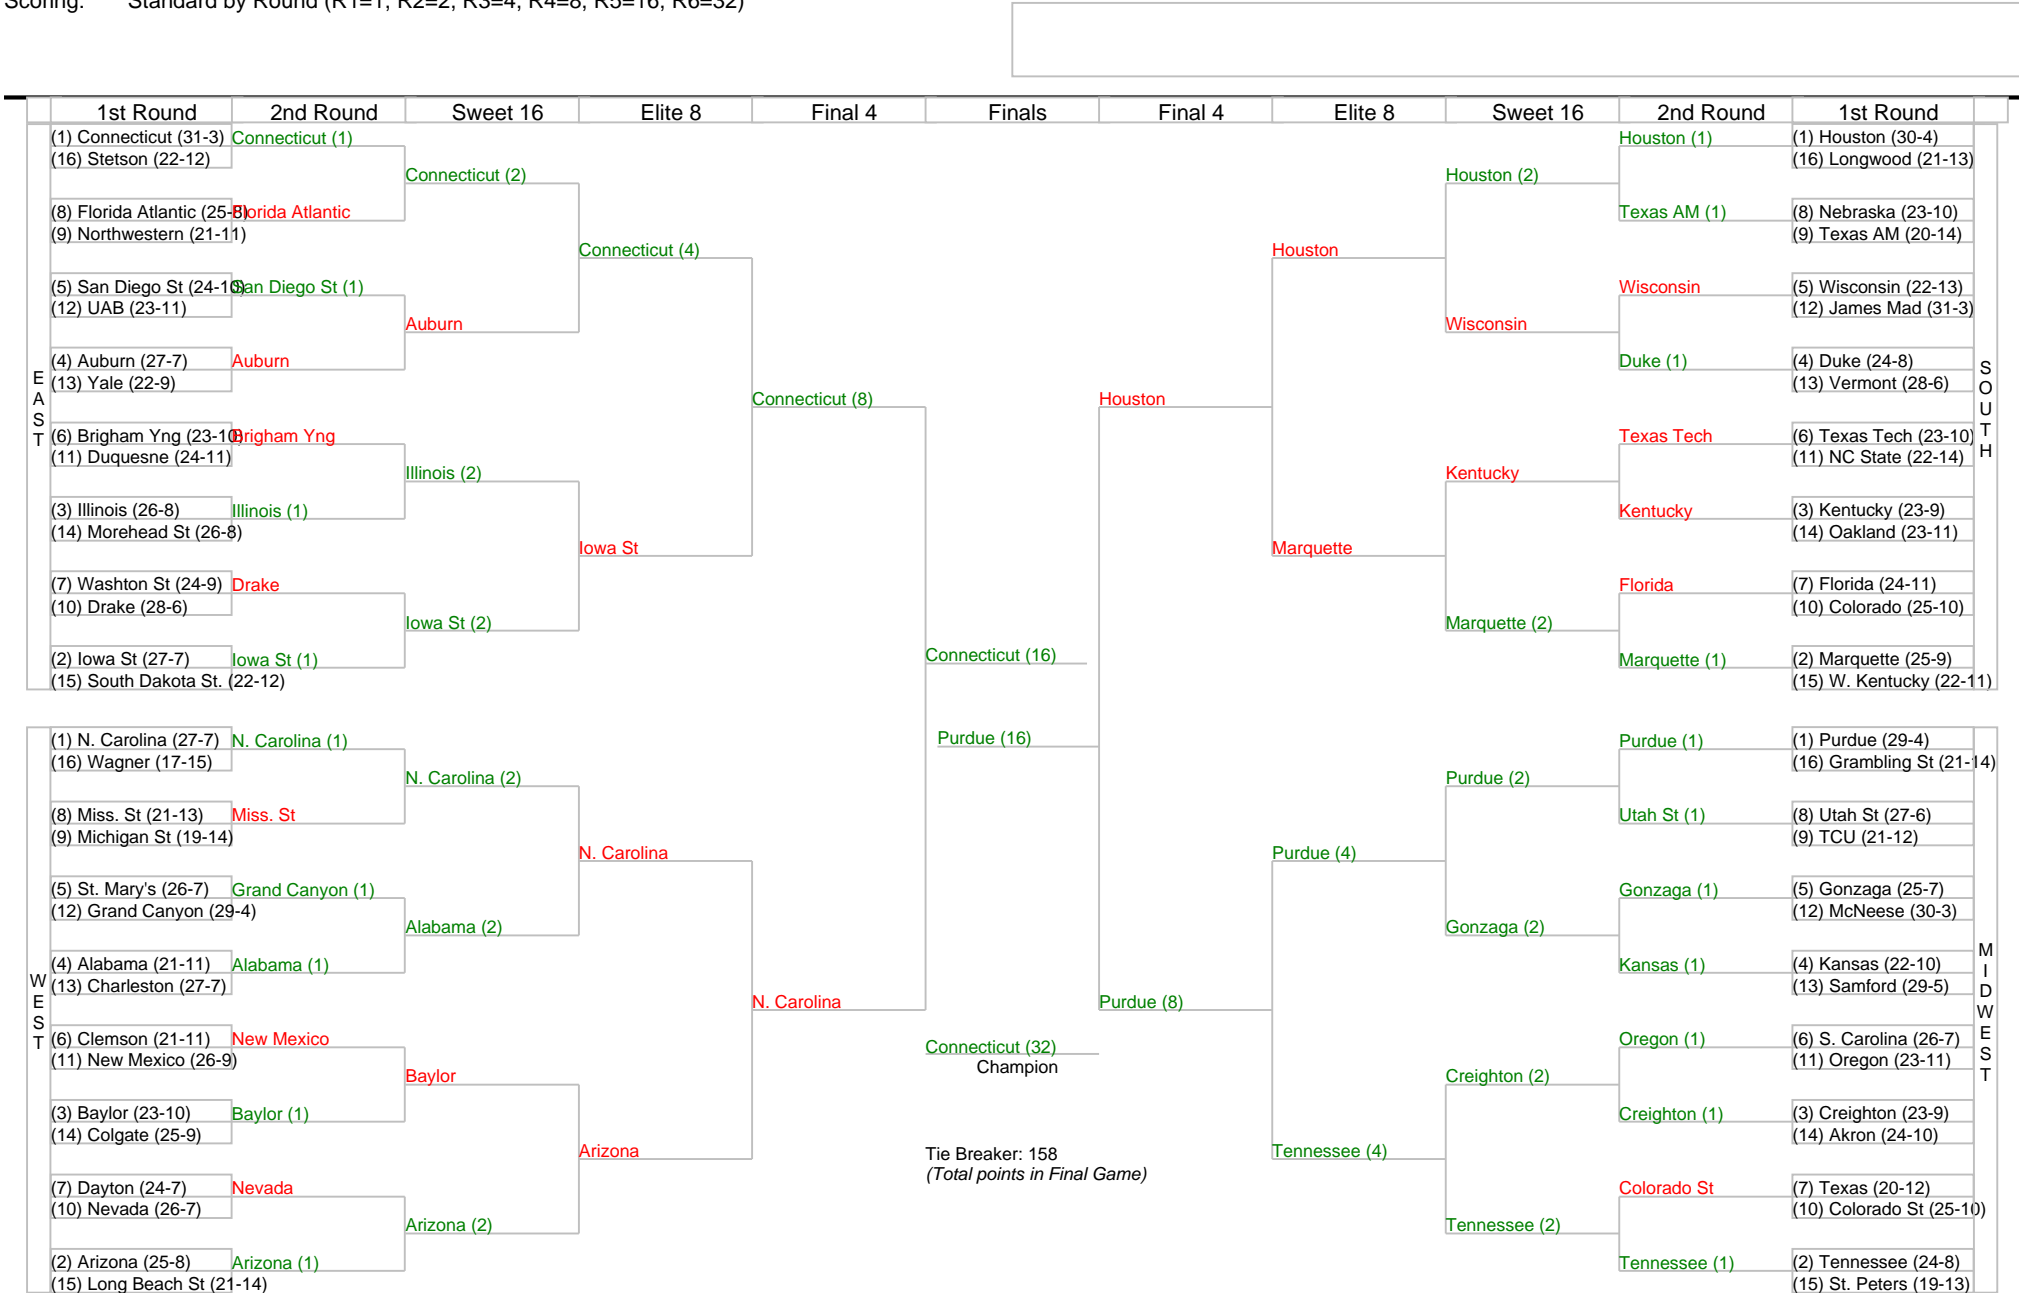 Scoring: Standard by Round (R1=1, R2=2, R3=4, R4=8, R5=16, R6=32)
1st Round 2nd Round Sweet 16 Elite 8 Final 4 Finals Final 4 Elite 8 Sweet 16 2nd Round 1st Round
EAST
(1) Connecticut (31-3)
(16) Stetson (22-12)
(8) Florida Atlantic (25-8)
(9) Northwestern (21-11)
(5) San Diego St (24-10)
(12) UAB (23-11)
(4) Auburn (27-7)
(13) Yale (22-9)
(6) Brigham Yng (23-10)
(11) Duquesne (24-11)
(3) Illinois (26-8)
(14) Morehead St (26-8)
(7) Washton St (24-9)
(10) Drake (28-6)
(2) Iowa St (27-7)
(15) South Dakota St. (22-12)
Connecticut (1)
Florida Atlantic
San Diego St (1)
Auburn
Brigham Yng
Illinois (1)
Drake
Iowa St (1)
Connecticut (2)
Auburn
Illinois (2)
Iowa St (2)
Connecticut (4)
Iowa St
Connecticut (8)
WEST
(1) N. Carolina (27-7)
(16) Wagner (17-15)
(8) Miss. St (21-13)
(9) Michigan St (19-14)
(5) St. Mary's (26-7)
(12) Grand Canyon (29-4)
(4) Alabama (21-11)
(13) Charleston (27-7)
(6) Clemson (21-11)
(11) New Mexico (26-9)
(3) Baylor (23-10)
(14) Colgate (25-9)
(7) Dayton (24-7)
(10) Nevada (26-7)
(2) Arizona (25-8)
(15) Long Beach St (21-14)
N. Carolina (1)
Miss. St
Grand Canyon (1)
Alabama (1)
New Mexico
Baylor (1)
Nevada
Arizona (1)
N. Carolina (2)
Alabama (2)
Baylor
Arizona (2)
N. Carolina
Arizona
N. Carolina
Connecticut (16)
Purdue (16)
Connecticut (32)
Champion
Tie Breaker: 158
(Total points in Final Game)
Houston
Houston
Marquette
Houston (2)
Wisconsin
Kentucky
Marquette (2)
Houston (1)
Texas AM (1)
Wisconsin
Duke (1)
Texas Tech
Kentucky
Florida
Marquette (1)
(1) Houston (30-4)
(16) Longwood (21-13)
(8) Nebraska (23-10)
(9) Texas AM (20-14)
(5) Wisconsin (22-13)
(12) James Mad (31-3)
(4) Duke (24-8)
(13) Vermont (28-6)
(6) Texas Tech (23-10)
(11) NC State (22-14)
(3) Kentucky (23-9)
(14) Oakland (23-11)
(7) Florida (24-11)
(10) Colorado (25-10)
(2) Marquette (25-9)
(15) W. Kentucky (22-11)
SOUTH
Purdue (8)
Purdue (4)
Tennessee (4)
Purdue (2)
Gonzaga (2)
Creighton (2)
Tennessee (2)
Purdue (1)
Utah St (1)
Gonzaga (1)
Kansas (1)
Oregon (1)
Creighton (1)
Colorado St
Tennessee (1)
(1) Purdue (29-4)
(16) Grambling St (21-14)
(8) Utah St (27-6)
(9) TCU (21-12)
(5) Gonzaga (25-7)
(12) McNeese (30-3)
(4) Kansas (22-10)
(13) Samford (29-5)
(6) S. Carolina (26-7)
(11) Oregon (23-11)
(3) Creighton (23-9)
(14) Akron (24-10)
(7) Texas (20-12)
(10) Colorado St (25-10)
(2) Tennessee (24-8)
(15) St. Peters (19-13)
MIDWEST